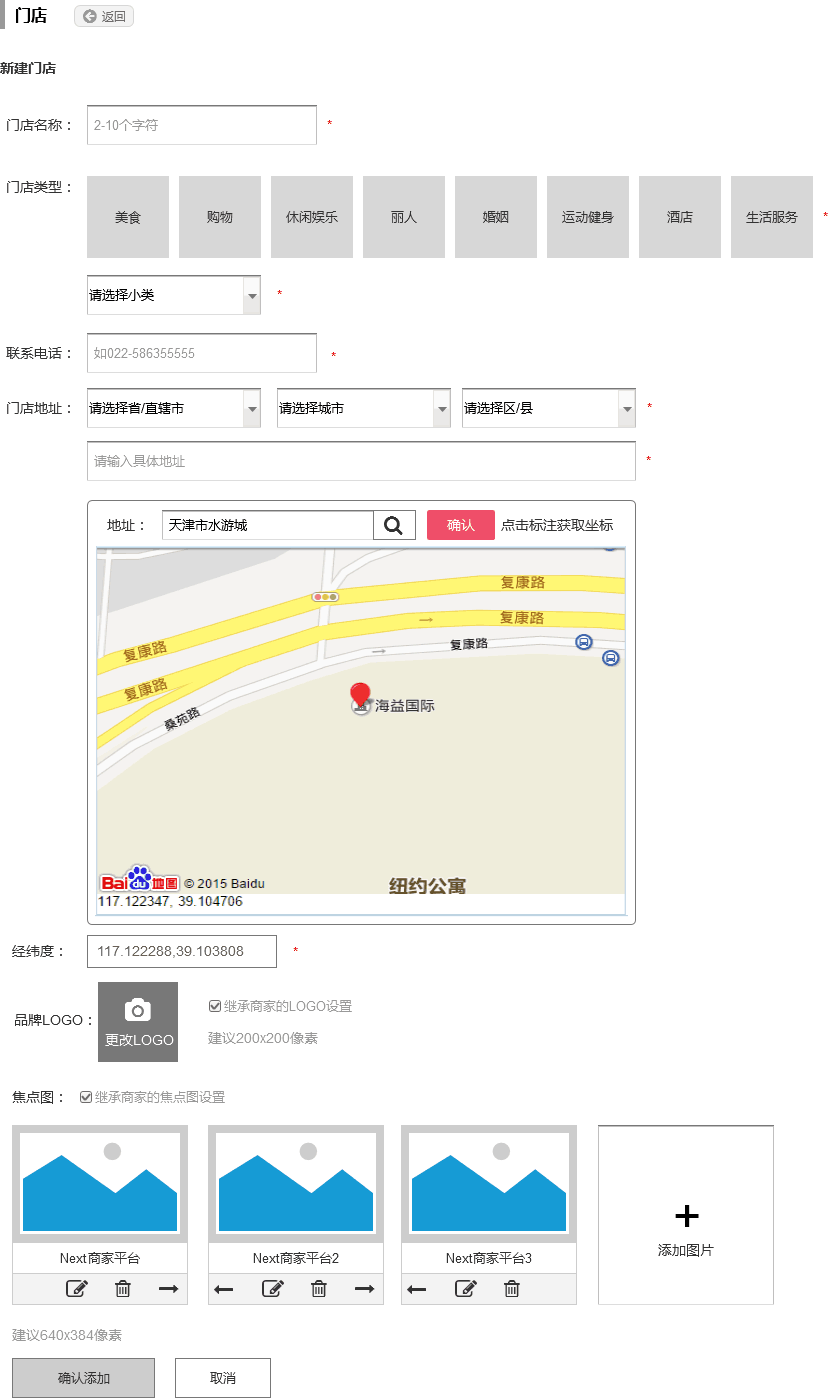 门店 返回
新建门店
门店名称： 2-10个字符 *
门店类型： 美食 购物 休闲娱乐 丽人 婚姻 运动健身 酒店 生活服务 *
请选择小类 *
联系电话： 如022-586355555 *
门店地址： 请选择省/直辖市 请选择城市 请选择区/县 *
请输入具体地址 *
地址： 天津市水游城 确认 点击标注获取坐标
复康路
复康路
复康路
复康路
复康路
桑苑路
海益国际
纽约公寓
Bai du 地图 © 2015 Baidu
117.122347, 39.104706
经纬度： 117.122288,39.103808 *
品牌LOGO： 更改LOGO 继承商家的LOGO设置
建议200x200像素
焦点图： 继承商家的焦点图设置
Next商家平台 Next商家平台2 Next商家平台3 添加图片
建议640x384像素
确认添加 取消